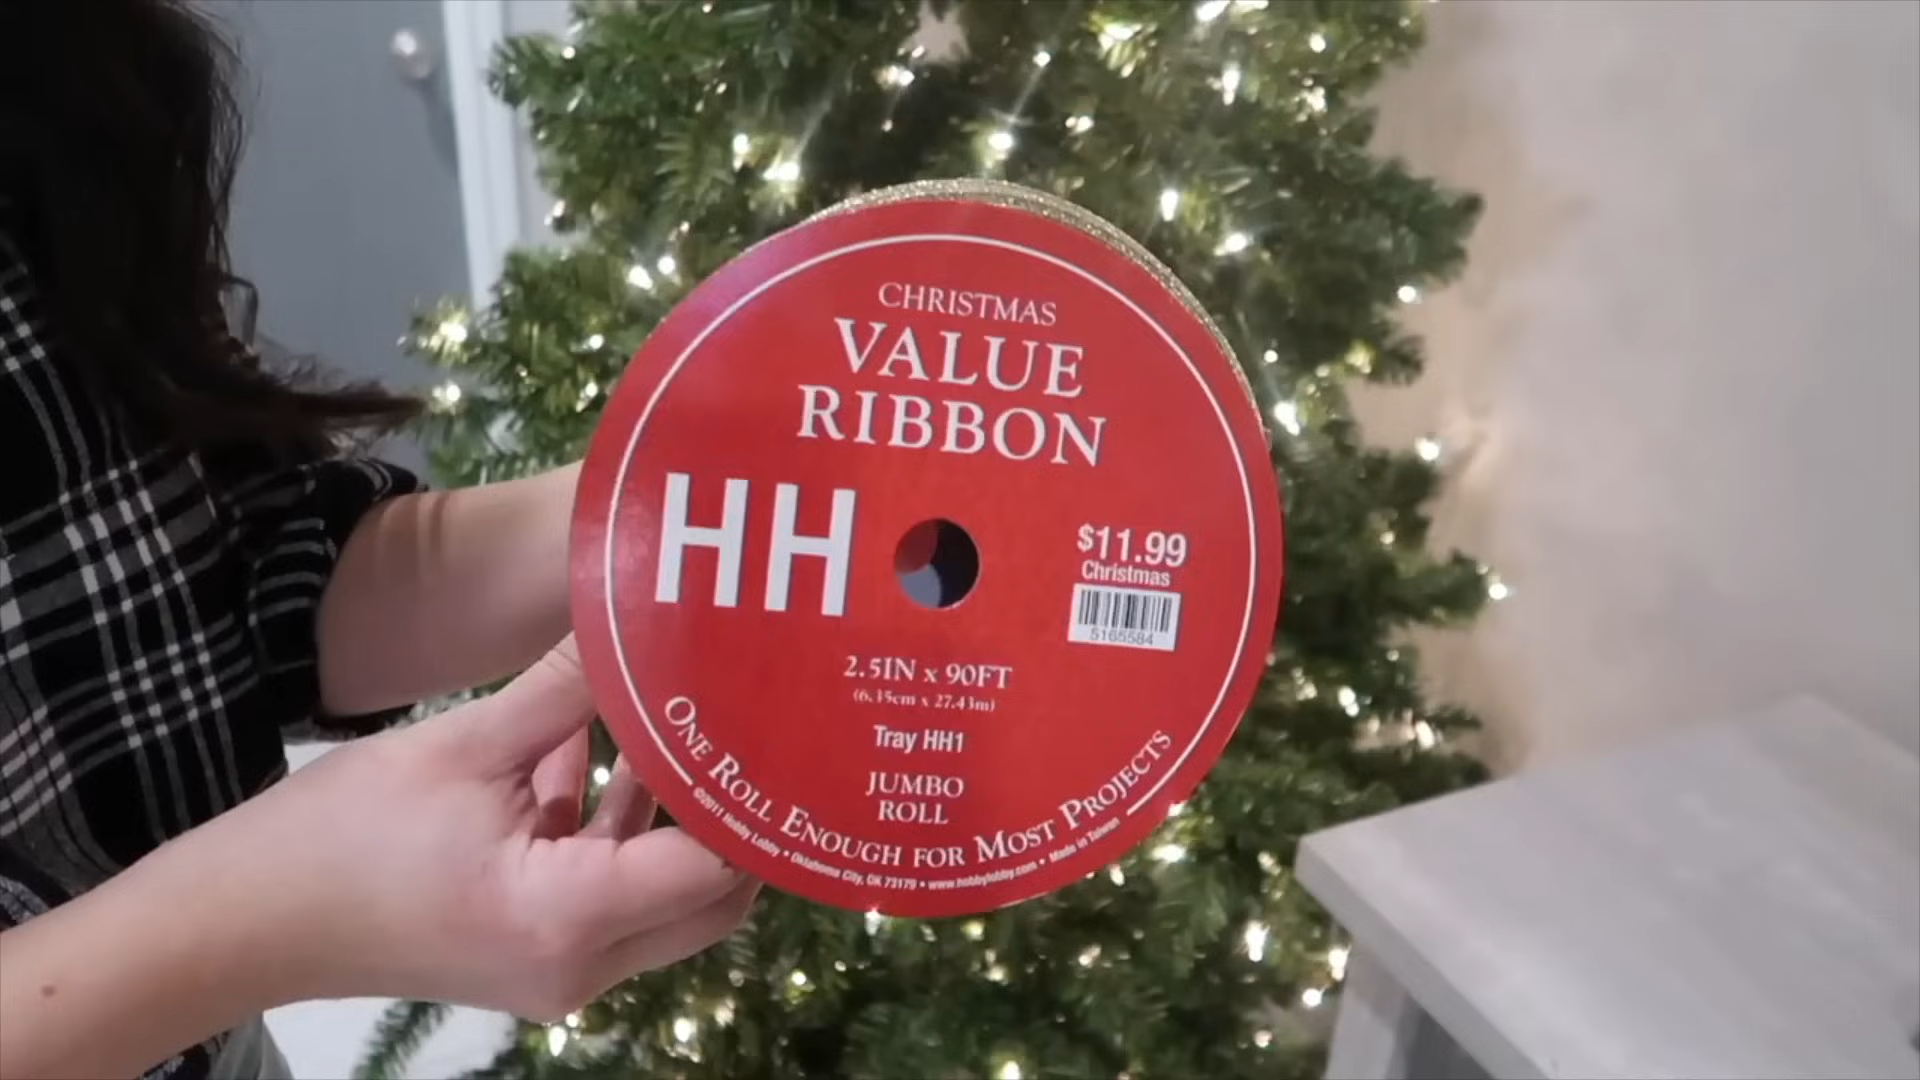 CHRISTMAS
VALUE
RIBBON
HH
$11.99
Christmas
5165584
2.5IN x 90FT
(6.35cm x 27.43m)
Tray HH1
JUMBO
ROLL
ONE ROLL ENOUGH FOR MOST PROJECTS
©2011 Hobby Lobby • Oklahoma City, OK 73179 • www.hobbylobby.com • Made in Taiwan